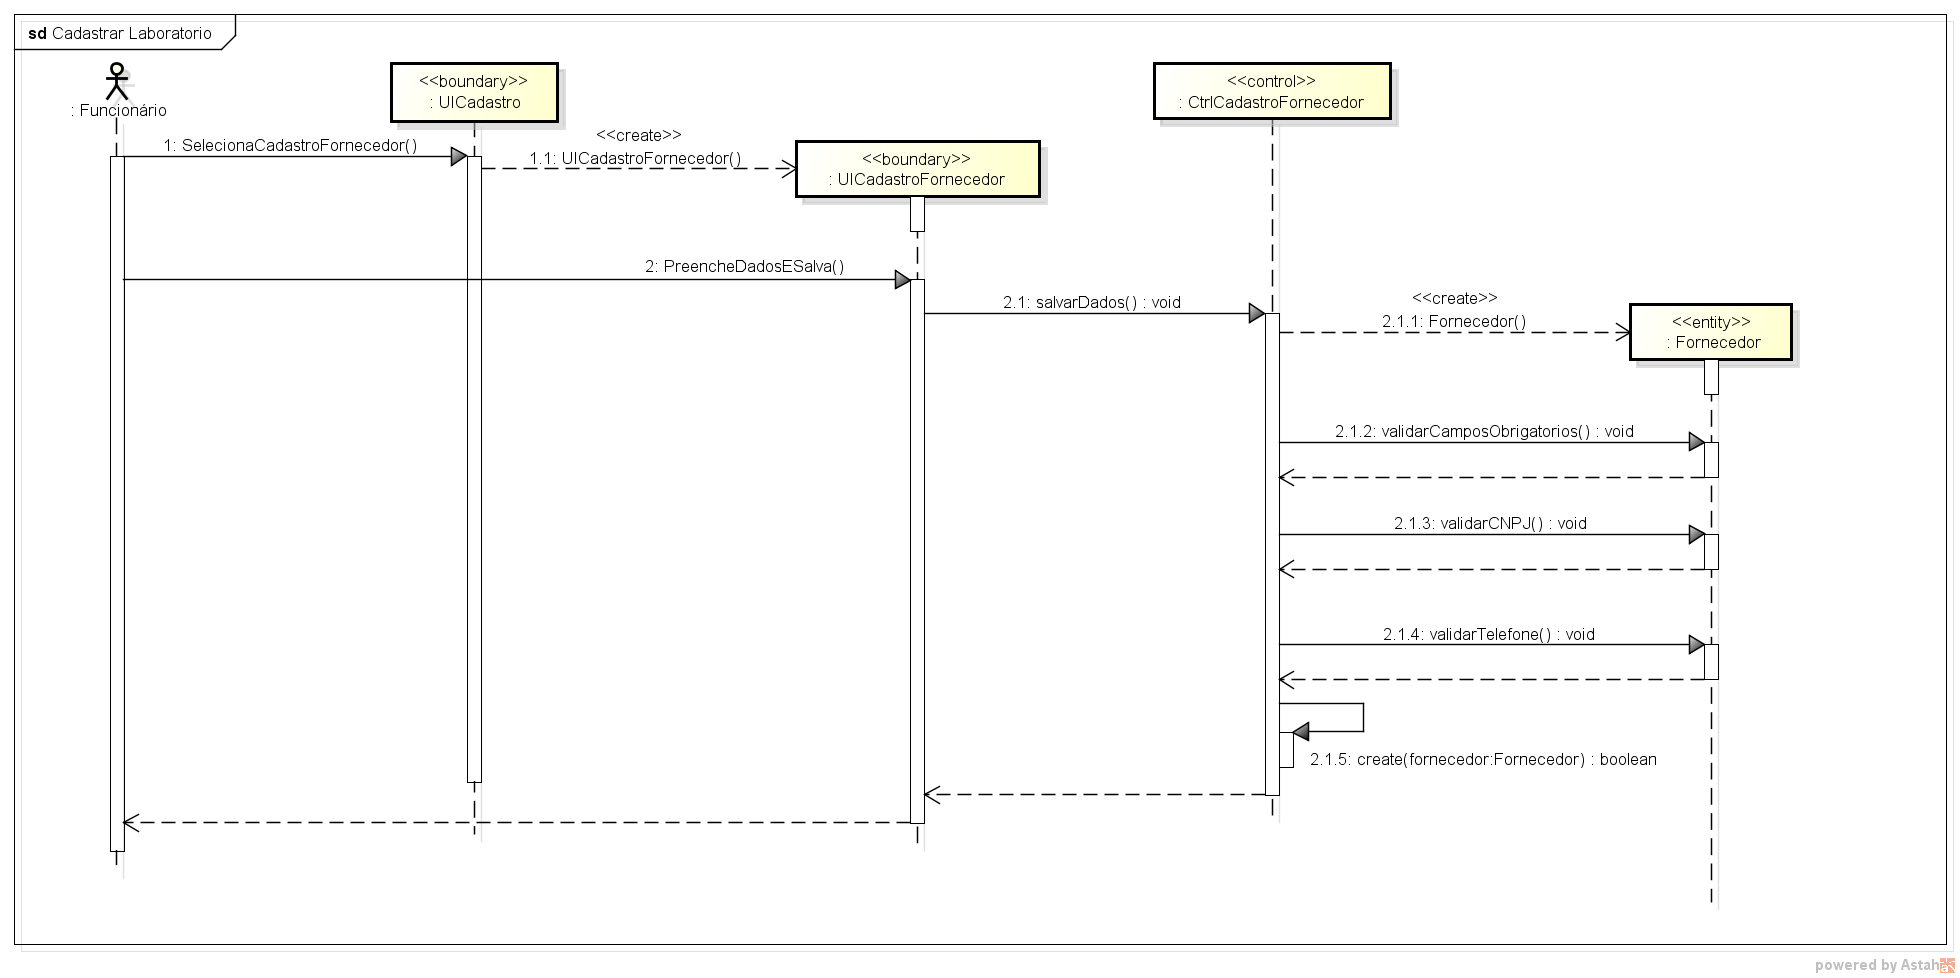 sd Cadastrar Laboratorio
: Funcionário
<<boundary>>
: UICadastro
<<control>>
: CtrlCadastroFornecedor
1: SelecionaCadastroFornecedor()
<<create>>
1.1: UICadastroFornecedor()
<<boundary>>
: UICadastroFornecedor
2: PreencheDadosESalva()
2.1: salvarDados() : void
<<create>>
2.1.1: Fornecedor()
<<entity>>
: Fornecedor
2.1.2: validarCamposObrigatorios() : void
2.1.3: validarCNPJ() : void
2.1.4: validarTelefone() : void
2.1.5: create(fornecedor:Fornecedor) : boolean
powered by Astah